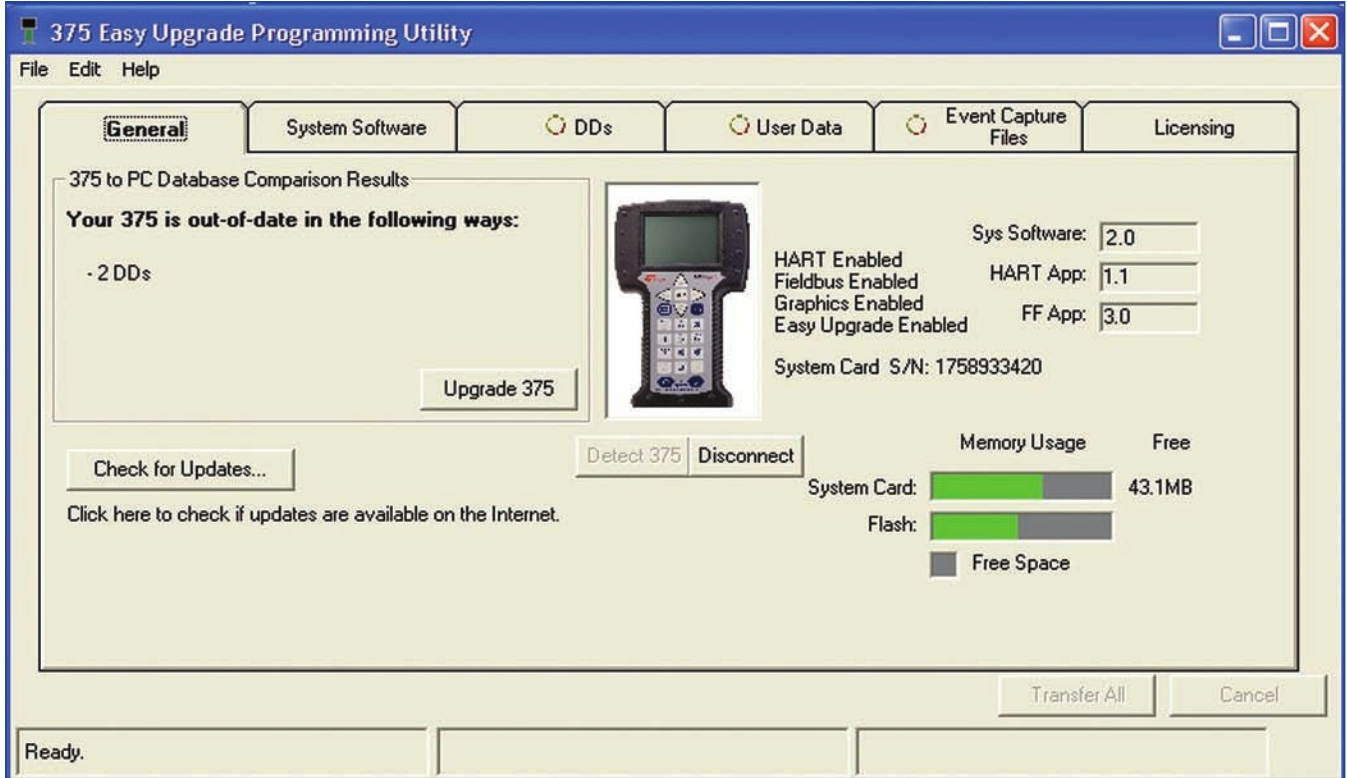 375 Easy Upgrade Programming Utility
File Edit Help
General
System Software
DDs
User Data
Event Capture
Files
Licensing
375 to PC Database Comparison Results
Your 375 is out-of-date in the following ways:
- 2 DDs
Upgrade 375
HART Enabled
Fieldbus Enabled
Graphics Enabled
Easy Upgrade Enabled
System Card S/N: 1758933420
Sys Software: 2.0
HART App: 1.1
FF App: 3.0
Check for Updates...
Click here to check if updates are available on the Internet.
Detect 375
Disconnect
Memory Usage Free
System Card: 43.1MB
Flash:
Free Space
Transfer All
Cancel
Ready.